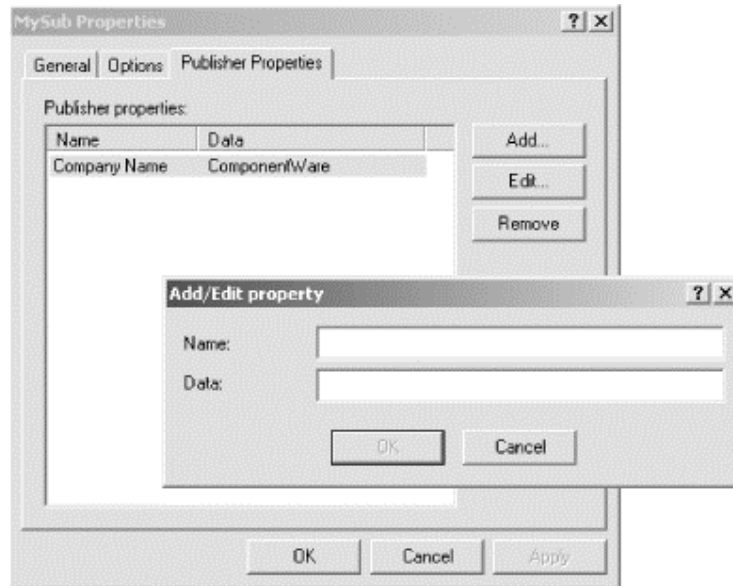 MySub Properties
General Options Publisher Properties
Publisher properties:
Name Data
Company Name ComponentWare
Add...
Edit...
Remove
Add/Edit property
Name:
Data:
OK Cancel
OK Cancel Apply